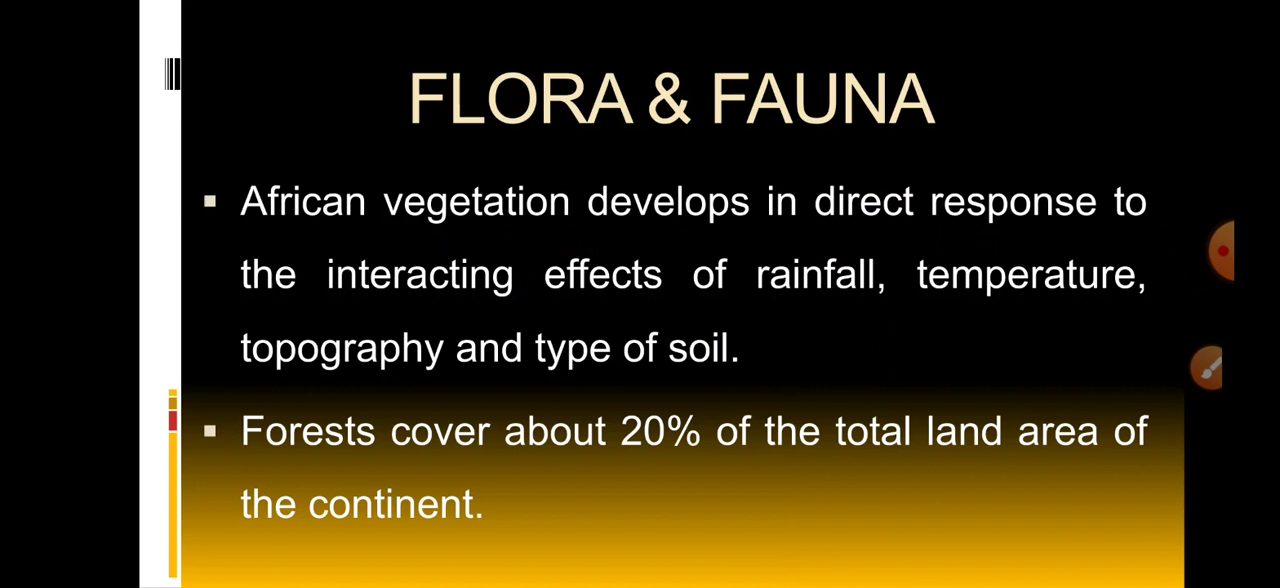 FLORA & FAUNA
▪ African vegetation develops in direct response to
the interacting effects of rainfall, temperature,
topography and type of soil.
▪ Forests cover about 20% of the total land area of
the continent.